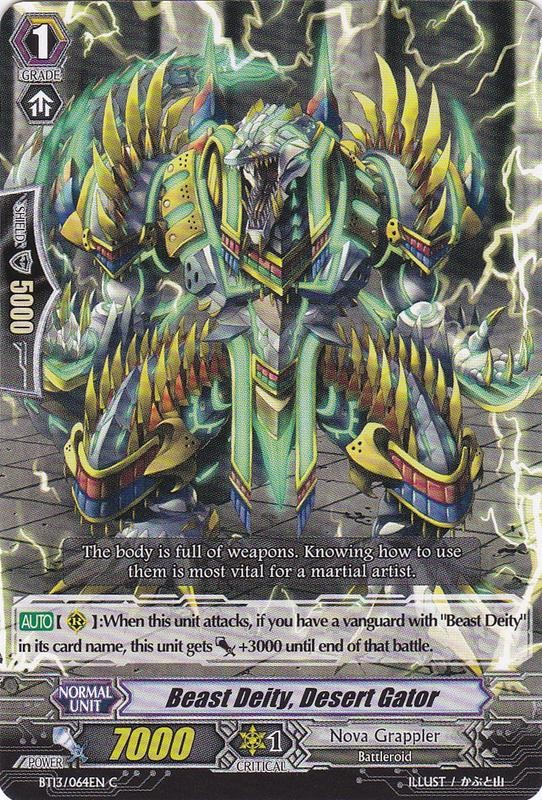 1
GRADE
SHIELD
5000
The body is full of weapons. Knowing how to use
them is most vital for a martial artist.
AUTO【 R 】:When this unit attacks, if you have a vanguard with "Beast Deity"
in its card name, this unit gets +3000 until end of that battle.
NORMAL
UNIT
Beast Deity, Desert Gator
POWER
7000
1
CRITICAL
Nova Grappler
Battleroid
BT13/064EN C
ILLUST / かぶと山